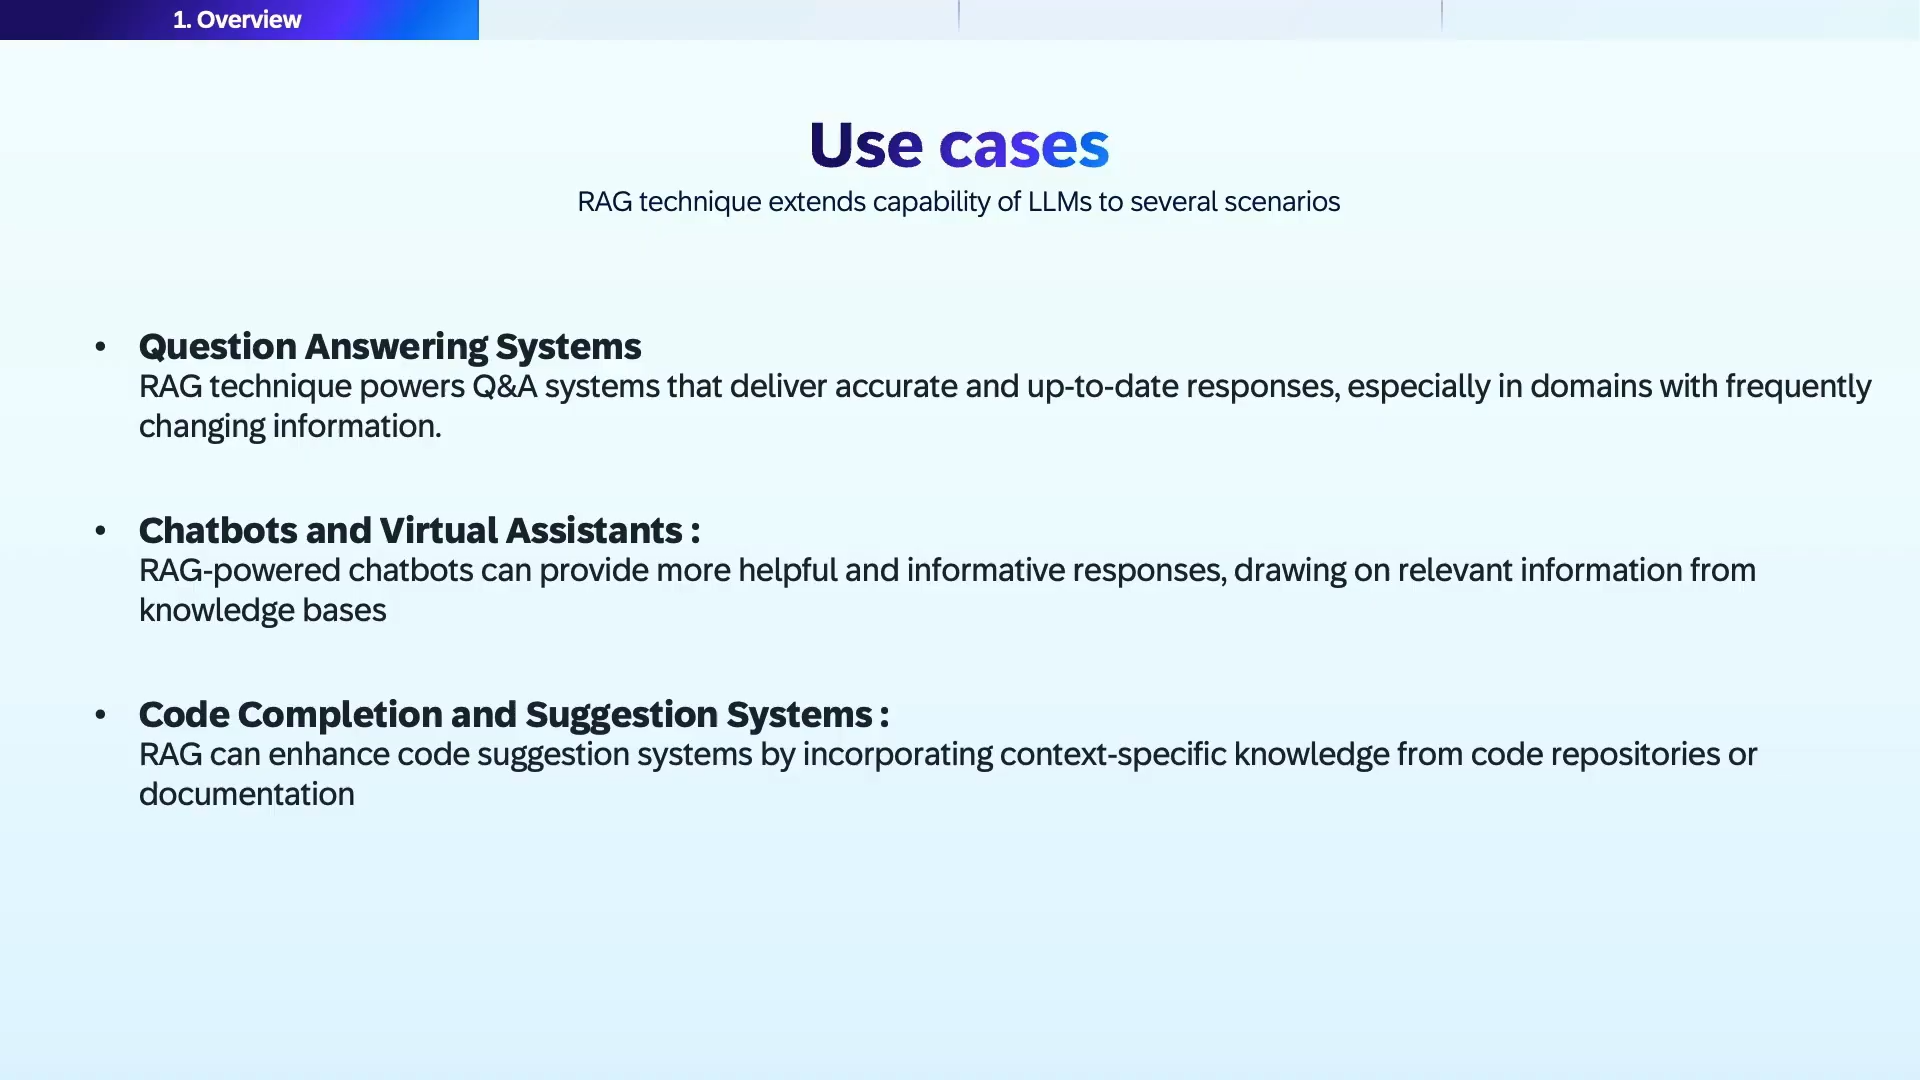 1. Overview
Use cases
RAG technique extends capability of LLMs to several scenarios
• Question Answering Systems
RAG technique powers Q&A systems that deliver accurate and up-to-date responses, especially in domains with frequently
changing information.
• Chatbots and Virtual Assistants :
RAG-powered chatbots can provide more helpful and informative responses, drawing on relevant information from
knowledge bases
• Code Completion and Suggestion Systems :
RAG can enhance code suggestion systems by incorporating context-specific knowledge from code repositories or
documentation